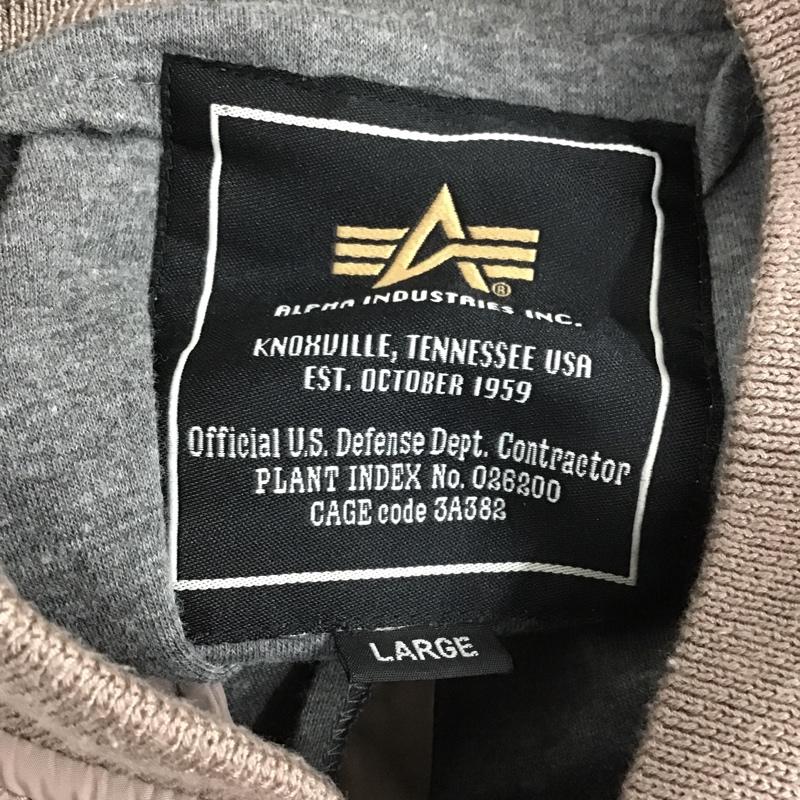 ®
ALPHA INDUSTRIES INC.
KNOXVILLE, TENNESSEE USA
EST. OCTOBER 1959
Official U.S. Defense Dept. Contractor
PLANT INDEX No. 026200
CAGE code 3A382
LARGE